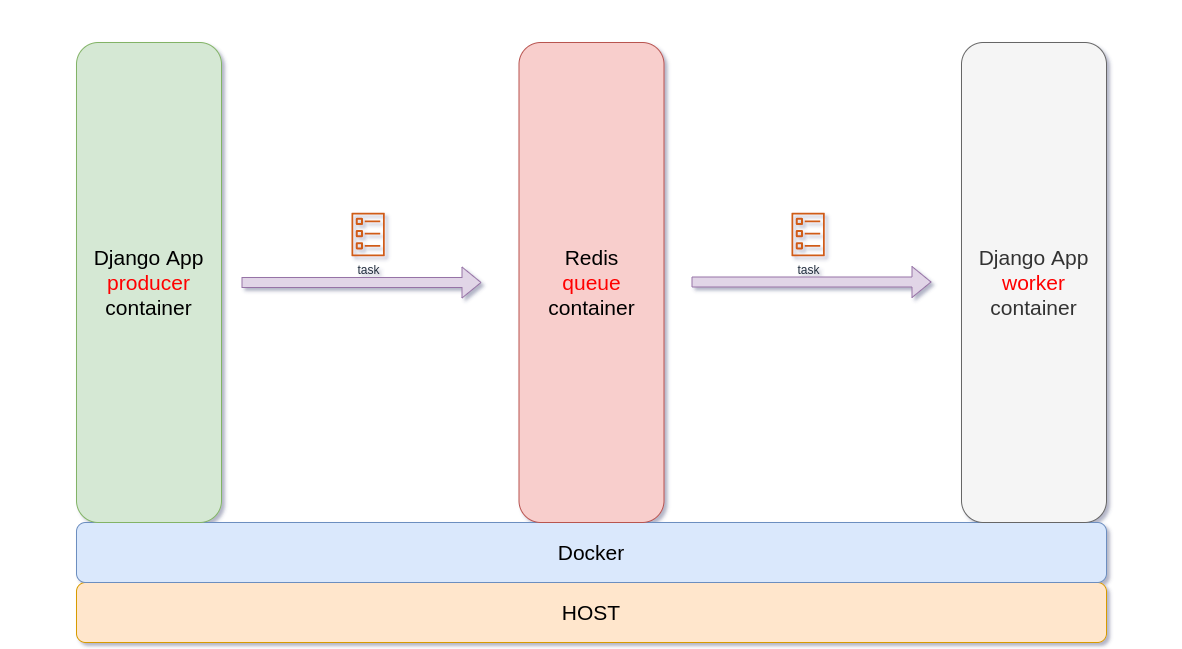 Django App
producer
container
task
Redis
queue
container
task
Django App
worker
container
Docker
HOST